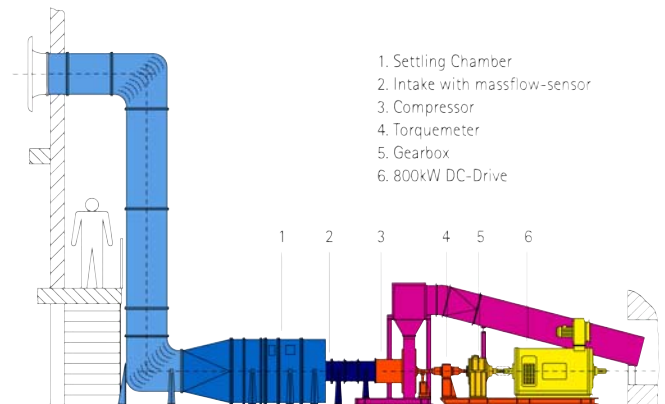 1. Settling Chamber
2. Intake with massflow-sensor
3. Compressor
4. Torquemeter
5. Gearbox
6. 800kW DC-Drive
1 2 3 4 5 6